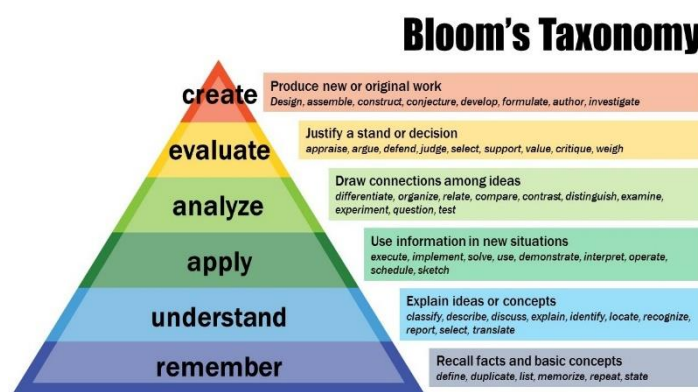 Bloom's Taxonomy
create
Produce new or original work
Design, assemble, construct, conjecture, develop, formulate, author, investigate
evaluate
Justify a stand or decision
appraise, argue, defend, judge, select, support, value, critique, weigh
analyze
Draw connections among ideas
differentiate, organize, relate, compare, contrast, distinguish, examine,
experiment, question, test
apply
Use information in new situations
execute, implement, solve, use, demonstrate, interpret, operate,
schedule, sketch
understand
Explain ideas or concepts
classify, describe, discuss, explain, identify, locate, recognize,
report, select, translate
remember
Recall facts and basic concepts
define, duplicate, list, memorize, repeat, state